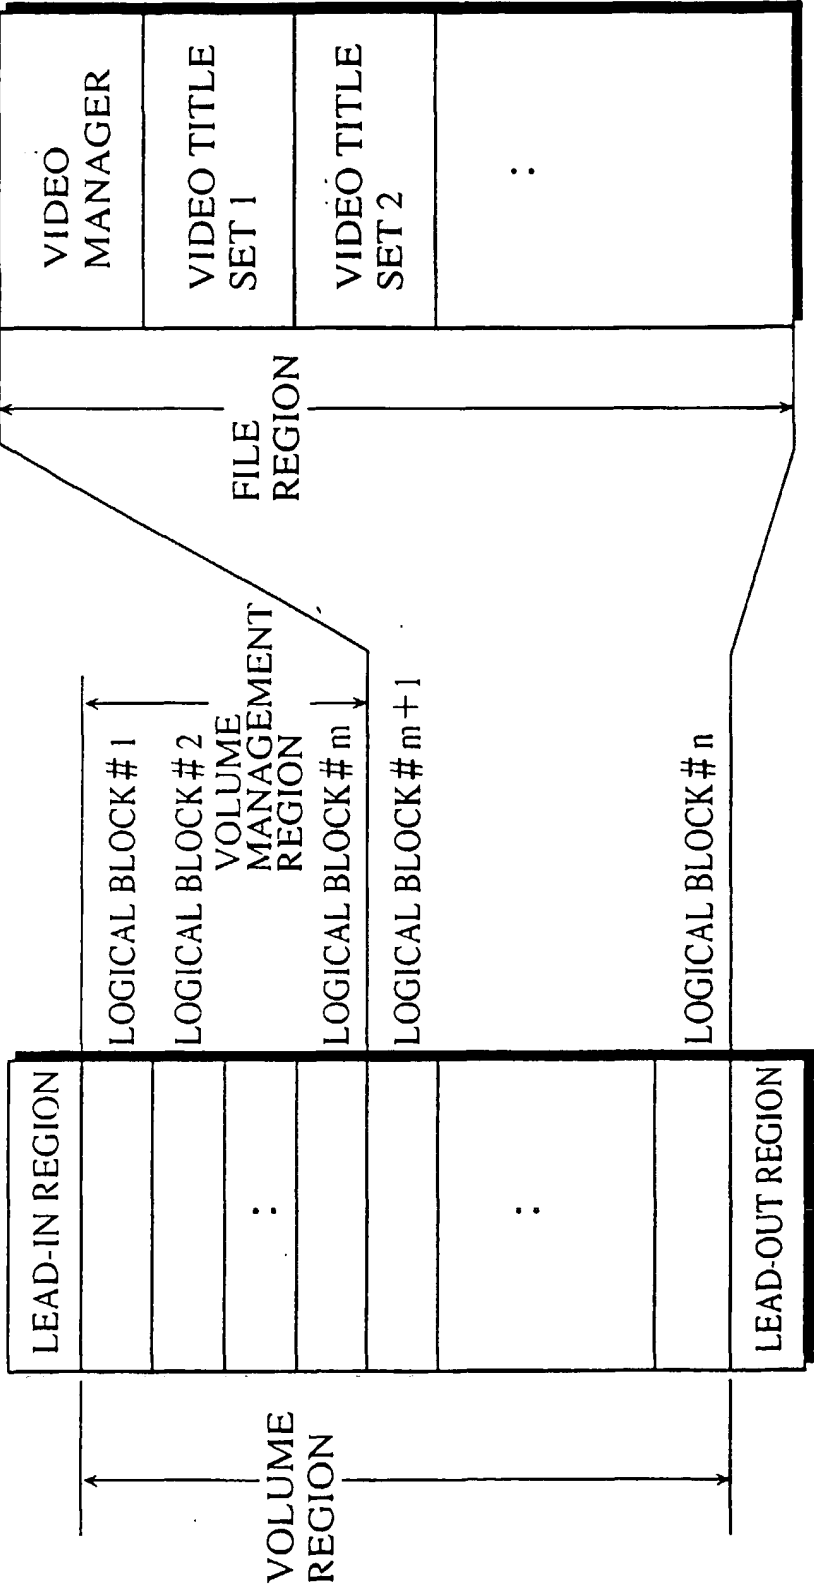 VOLUME
REGION
LEAD-IN REGION
:
:
LEAD-OUT REGION
LOGICAL BLOCK#1
LOGICAL BLOCK#2
VOLUME
MANAGEMENT
REGION
LOGICAL BLOCK#m
LOGICAL BLOCK#m+1
LOGICAL BLOCK#n
FILE
REGION
VIDEO
MANAGER
VIDEO TITLE
SET 1
VIDEO TITLE
SET 2
: